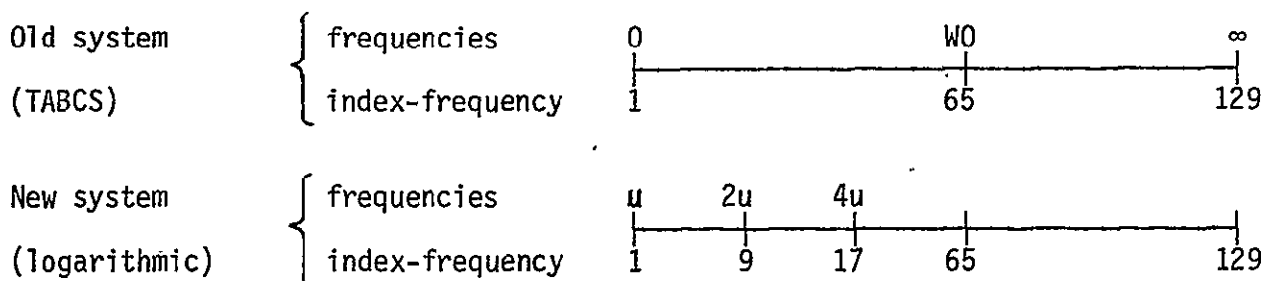 Old system frequencies 0 WO ∞
(TABCS) index-frequency 1 65 129
New system frequencies μ 2u 4u
(logarithmic) index-frequency 1 9 17 65 129